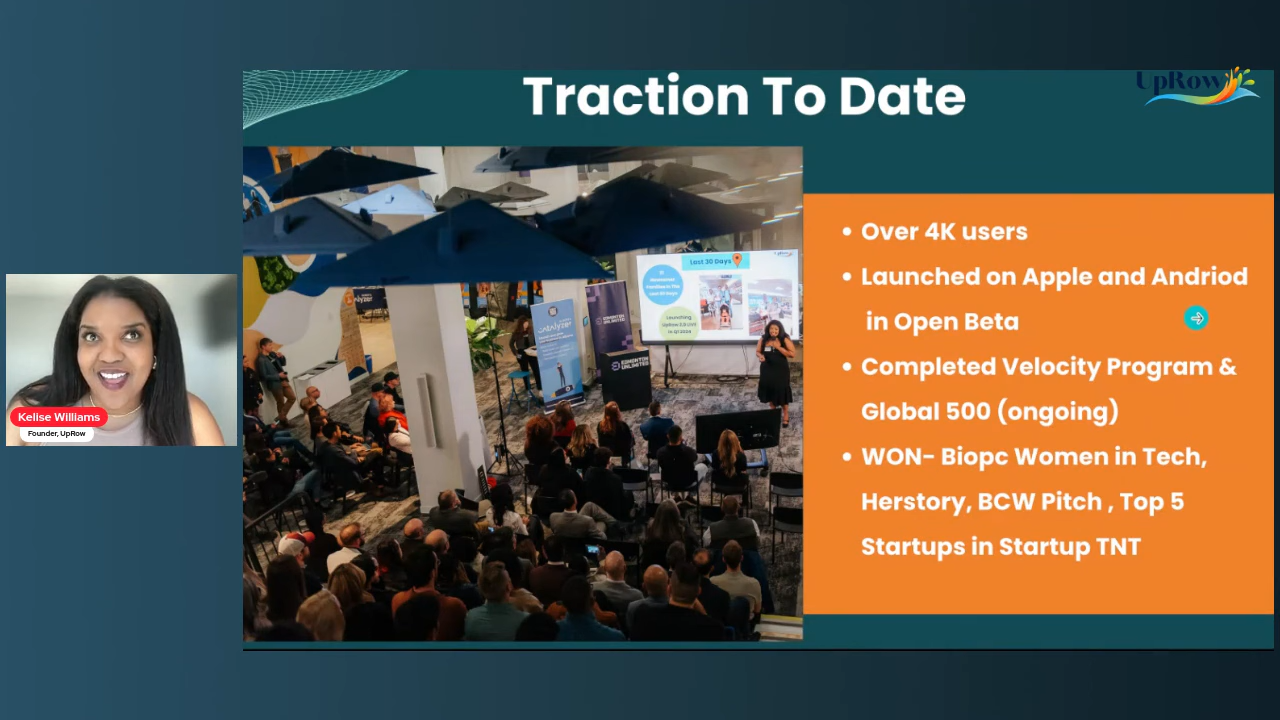 Traction To Date
UpRow
Over 4K users
Launched on Apple and Andriod
in Open Beta
Completed Velocity Program &
Global 500 (ongoing)
WON- Biopc Women in Tech,
Herstory, BCW Pitch , Top 5
Startups in Startup TNT
Last 30 Days
EDMONTON
UNLIMITED
Kelise Williams
Founder, UpRow